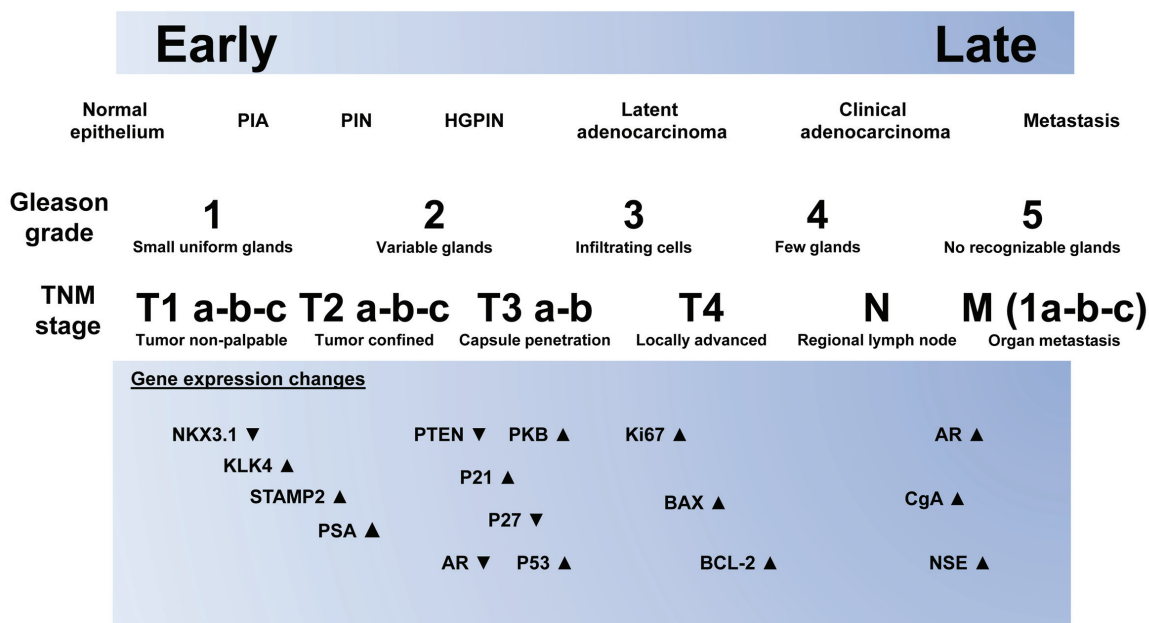 Early Late
Normal
epithelium
PIA
PIN
HGPIN
Latent
adenocarcinoma
Clinical
adenocarcinoma
Metastasis
Gleason
grade
1
Small uniform glands
2
Variable glands
3
Infiltrating cells
4
Few glands
5
No recognizable glands
TNM
stage
T1 a-b-c
Tumor non-palpable
T2 a-b-c
Tumor confined
T3 a-b
Capsule penetration
T4
Locally advanced
N
Regional lymph node
M (1a-b-c)
Organ metastasis
Gene expression changes
NKX3.1 ▼ PTEN ▼ PKB ▲ Ki67 ▲ AR ▲
KLK4 ▲ P21 ▲
STAMP2 ▲ BAX ▲ CgA ▲
PSA ▲ P27 ▼
AR ▼ P53 ▲ BCL-2 ▲ NSE ▲